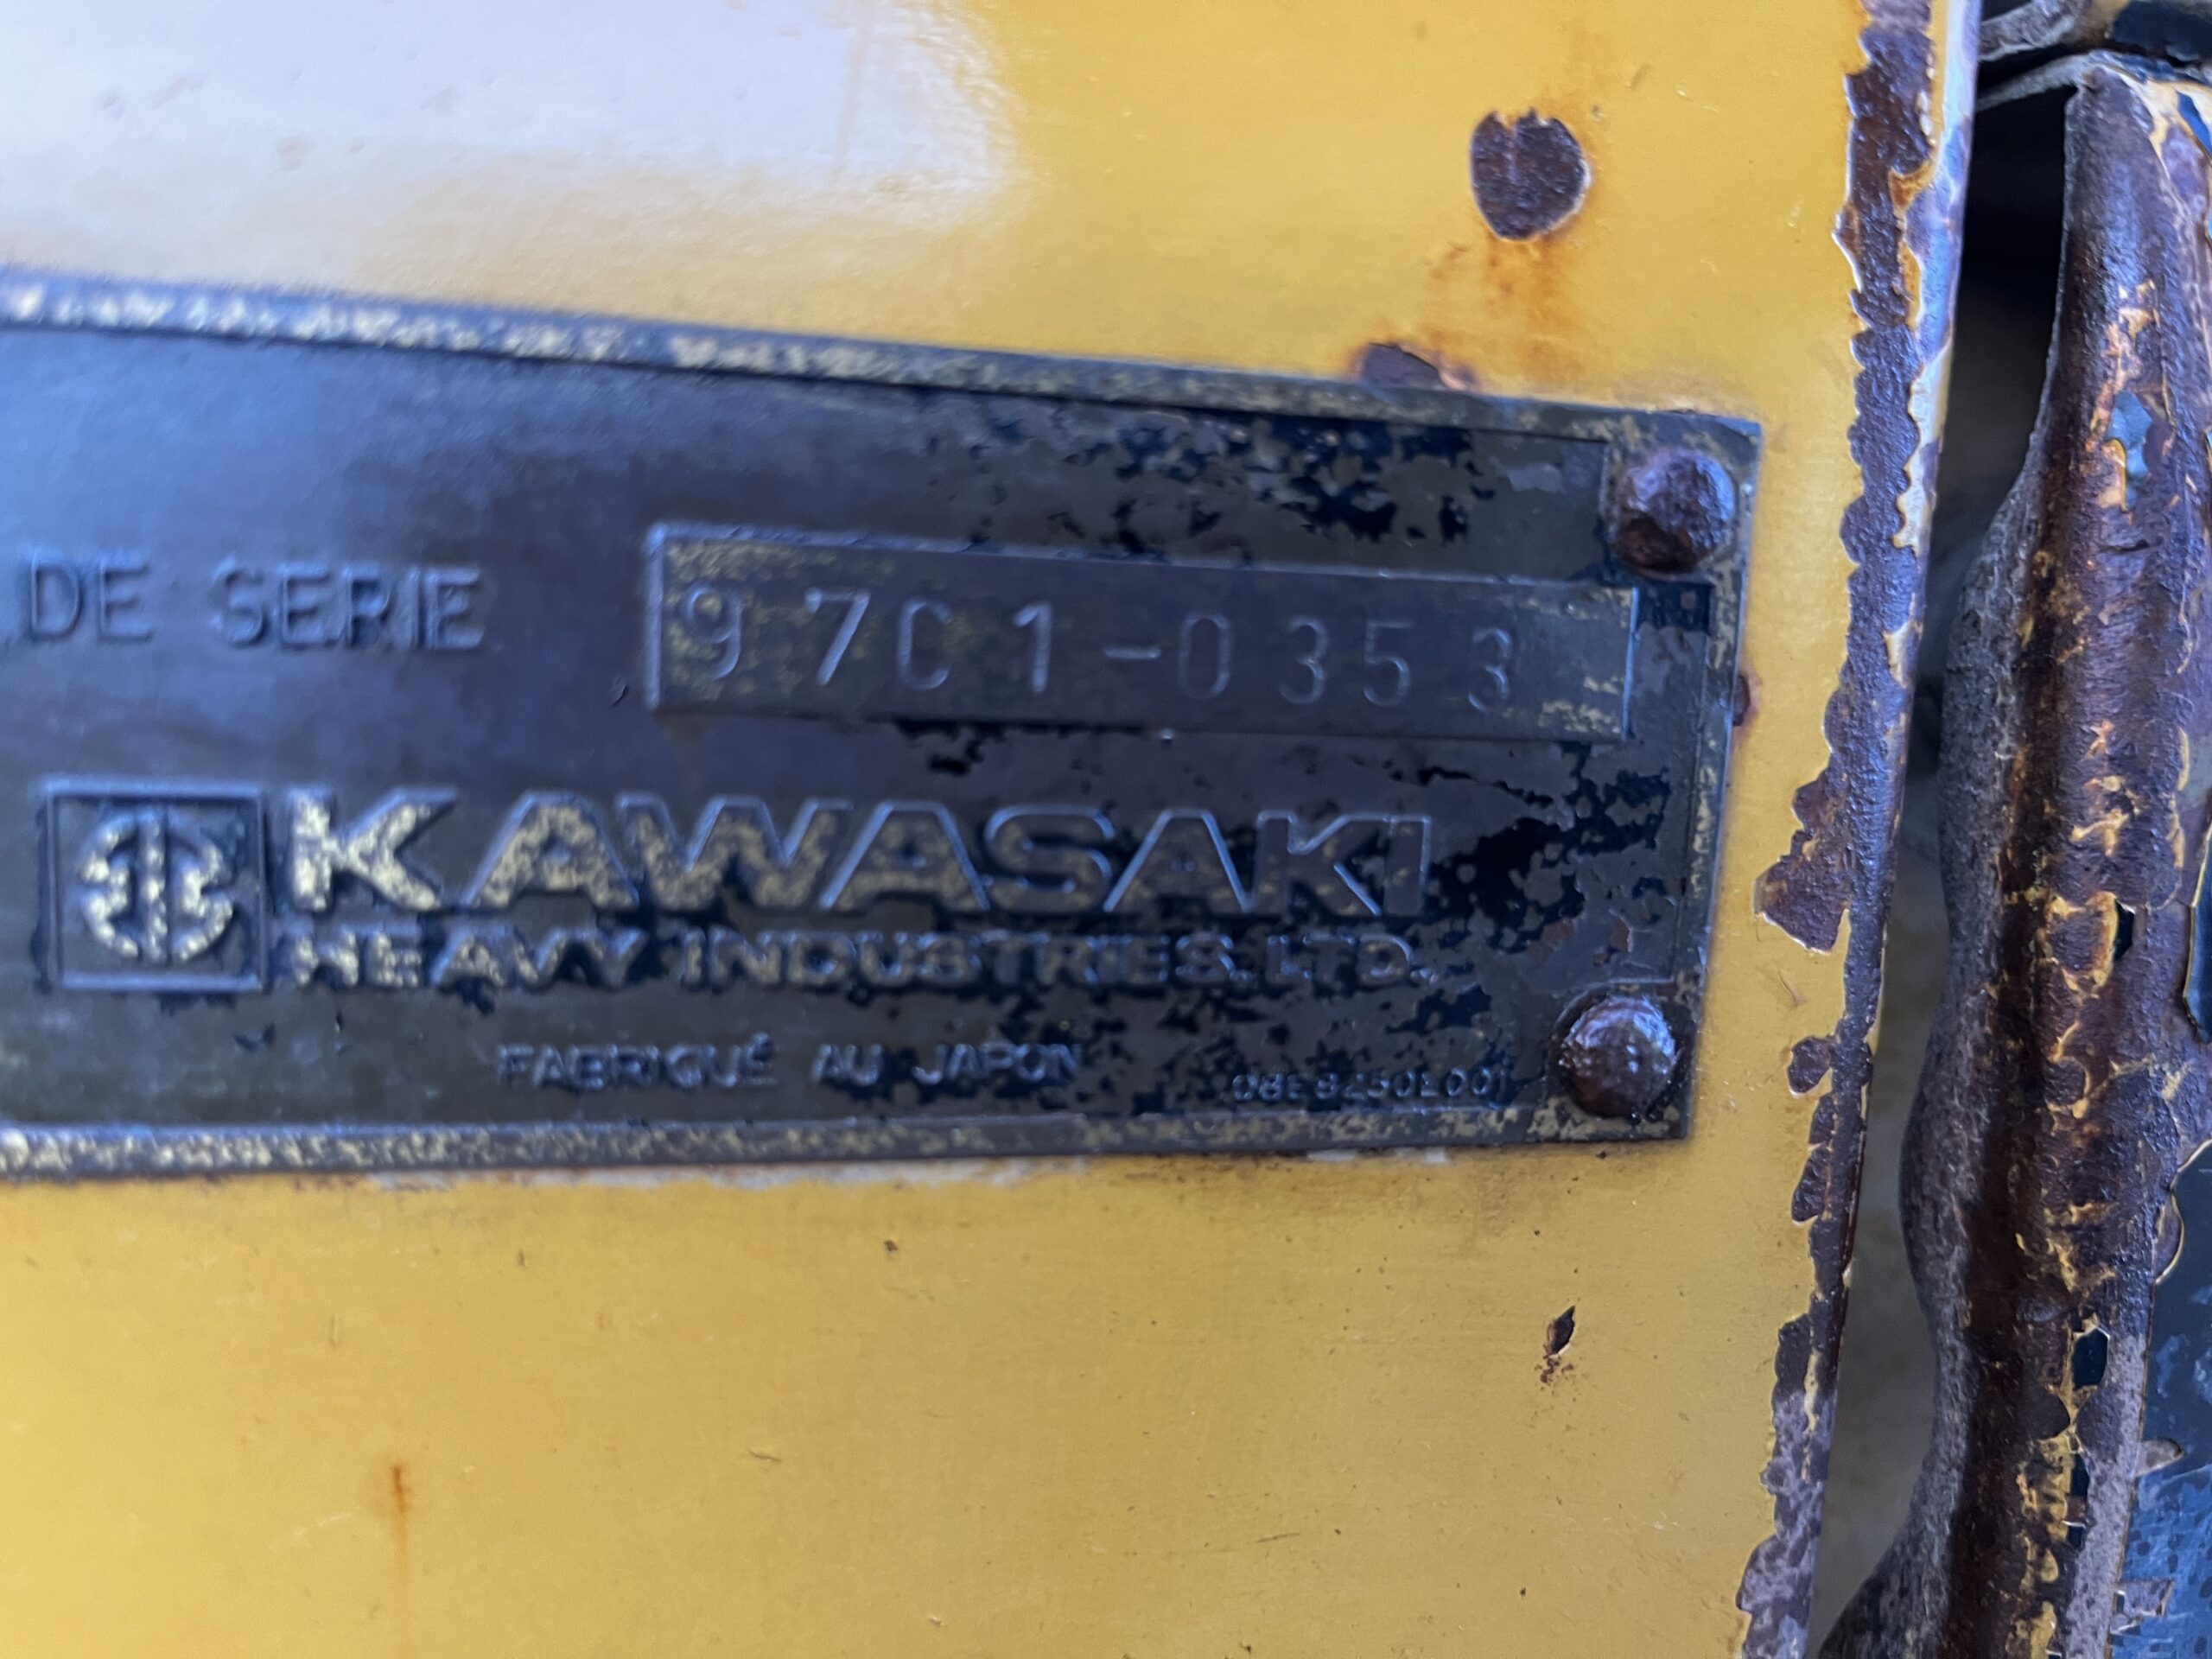 DE SERIE 97C1-0353
KAWASAKI
HEAVY INDUSTRIES, LTD.
FABRIQUÉ AU JAPON